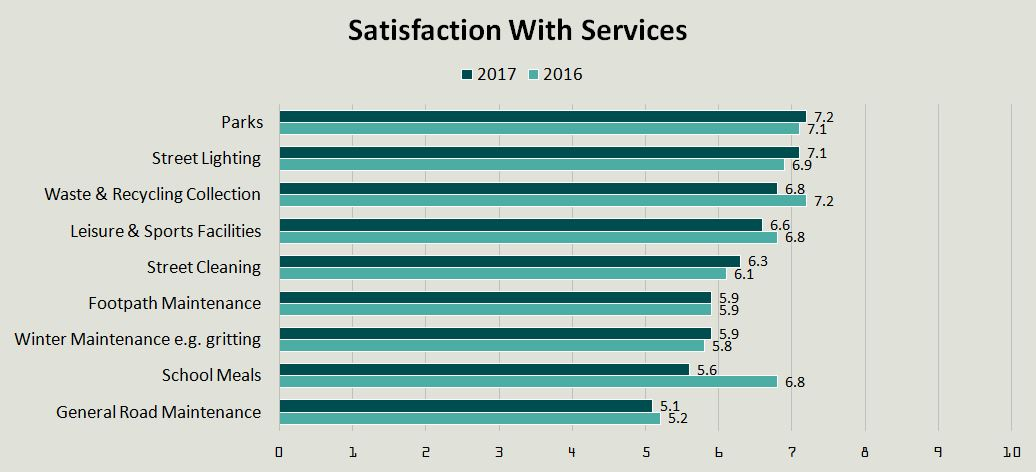 Satisfaction With Services
2017 2016
Parks 7.2
7.1
Street Lighting 7.1
6.9
Waste & Recycling Collection 6.8
7.2
Leisure & Sports Facilities 6.6
6.8
Street Cleaning 6.3
6.1
Footpath Maintenance 5.9
5.9
Winter Maintenance e.g. gritting 5.9
5.8
School Meals 5.6
6.8
General Road Maintenance 5.1
5.2
0 1 2 3 4 5 6 7 8 9 10